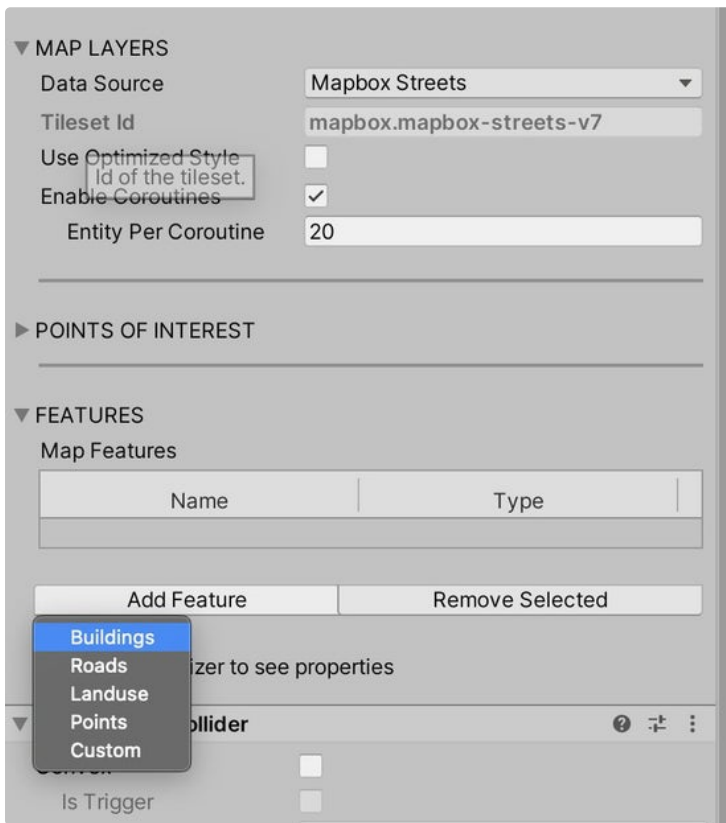 MAP LAYERS
Data Source Mapbox Streets
Tileset Id mapbox.mapbox-streets-v7
Use Optimized Style
Id of the tileset.
Enable Coroutines
Entity Per Coroutine 20
POINTS OF INTEREST
FEATURES
Map Features
Name Type
Add Feature Remove Selected
Buildings
Roads
izer to see properties
Landuse
Points
ollider
Custom
Is Trigger